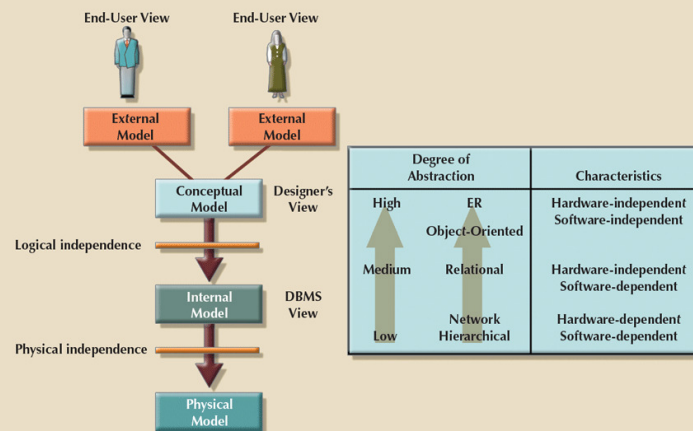 End-User View
End-User View
External
Model
External
Model
Conceptual
Model
Designer's
View
Logical independence
Internal
Model
DBMS
View
Physical independence
Physical
Model
Degree of
Abstraction
Characteristics
High
ER
Hardware-independent
Software-independent
Object-Oriented
Medium
Relational
Hardware-independent
Software-dependent
Network
Hardware-dependent
Low
Hierarchical
Software-dependent